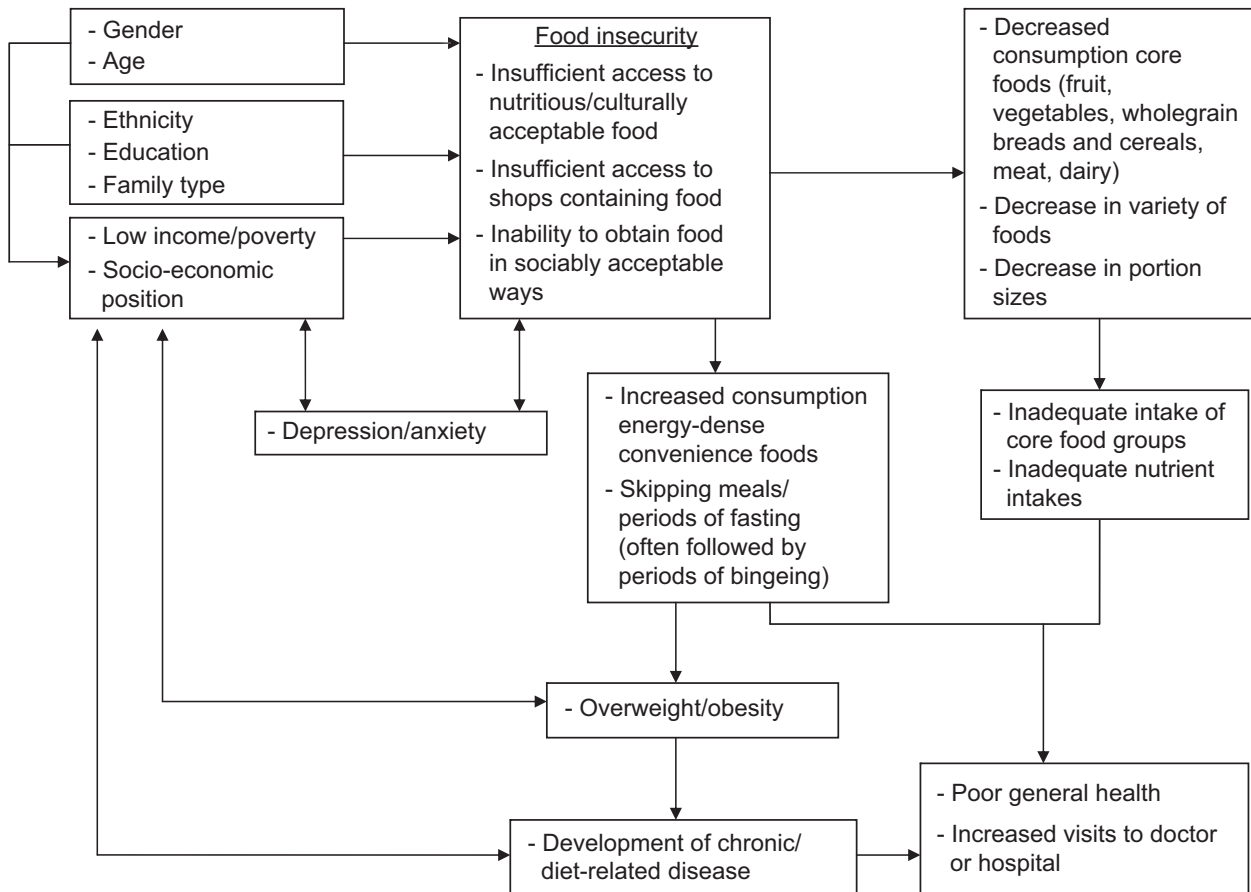 - Gender
- Age
- Ethnicity
- Education
- Family type
- Low income/poverty
- Socio-economic
position
Food insecurity
- Insufficient access to
nutritious/culturally
acceptable food
- Insufficient access to
shops containing food
- Inability to obtain food
in sociably acceptable
ways
- Decreased
consumption core
foods (fruit,
vegetables, wholegrain
breads and cereals,
meat, dairy)
- Decrease in variety of
foods
- Decrease in portion
sizes
- Depression/anxiety
- Increased consumption
energy-dense
convenience foods
- Skipping meals/
periods of fasting
(often followed by
periods of bingeing)
- Inadequate intake of
core food groups
- Inadequate nutrient
intakes
- Overweight/obesity
- Development of chronic/
diet-related disease
- Poor general health
- Increased visits to doctor
or hospital